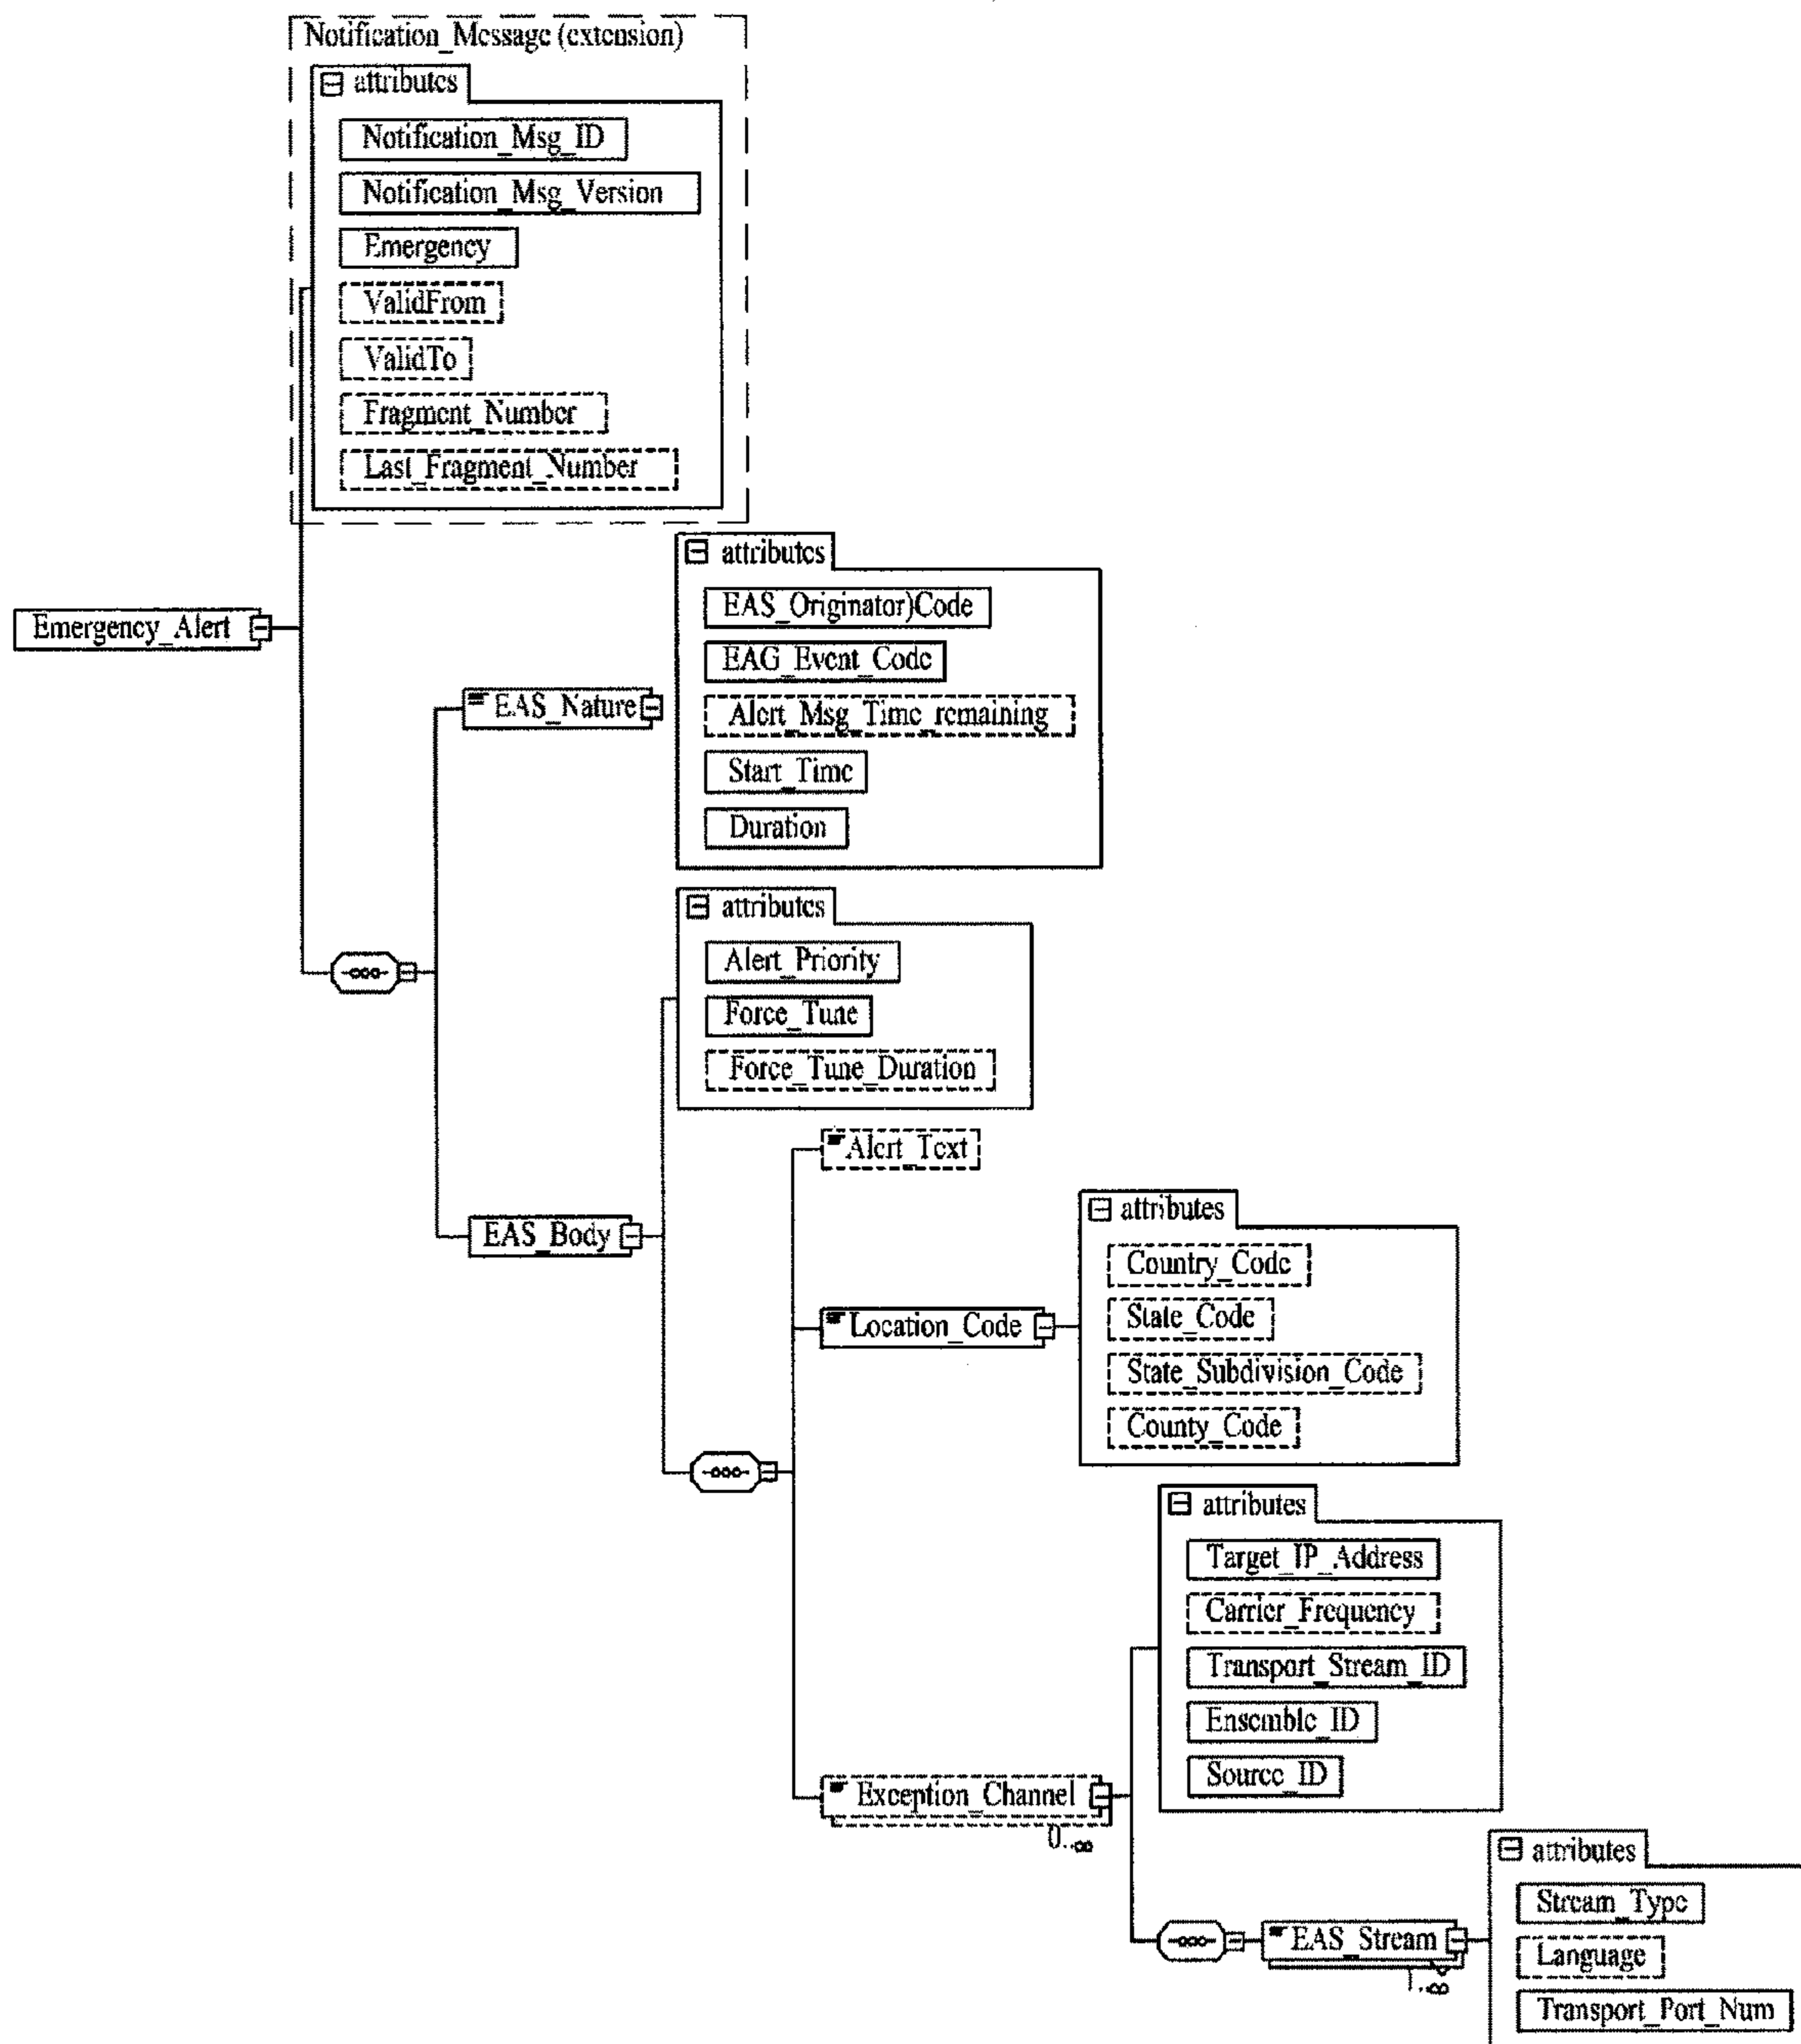 Notification_Message (extension)
attributes
Notification_Msg_ID
Notification_Msg_Version
Emergency
ValidFrom
ValidTo
Fragment_Number
Last_Fragment_Number
attributes
EAS_Originator)Code
Emergency_Alert
EAG_Event_Code
EAS_Nature
Alert_Msg_Time_remaining
Start_Time
Duration
attributes
Alert_Priority
Force_Tune
Force_Tune_Duration
Alert_Text
attributes
EAS_Body
Country_Code
Location_Code
State_Code
State_Subdivision_Code
County_Code
attributes
Target_IP_Address
Carrier_Frequency
Transport_Stream_ID
Ensemble_ID
Source_ID
Exception_Channel
0..∞
attributes
Stream_Type
EAS_Stream
Language
1..∞
Transport_Port_Num